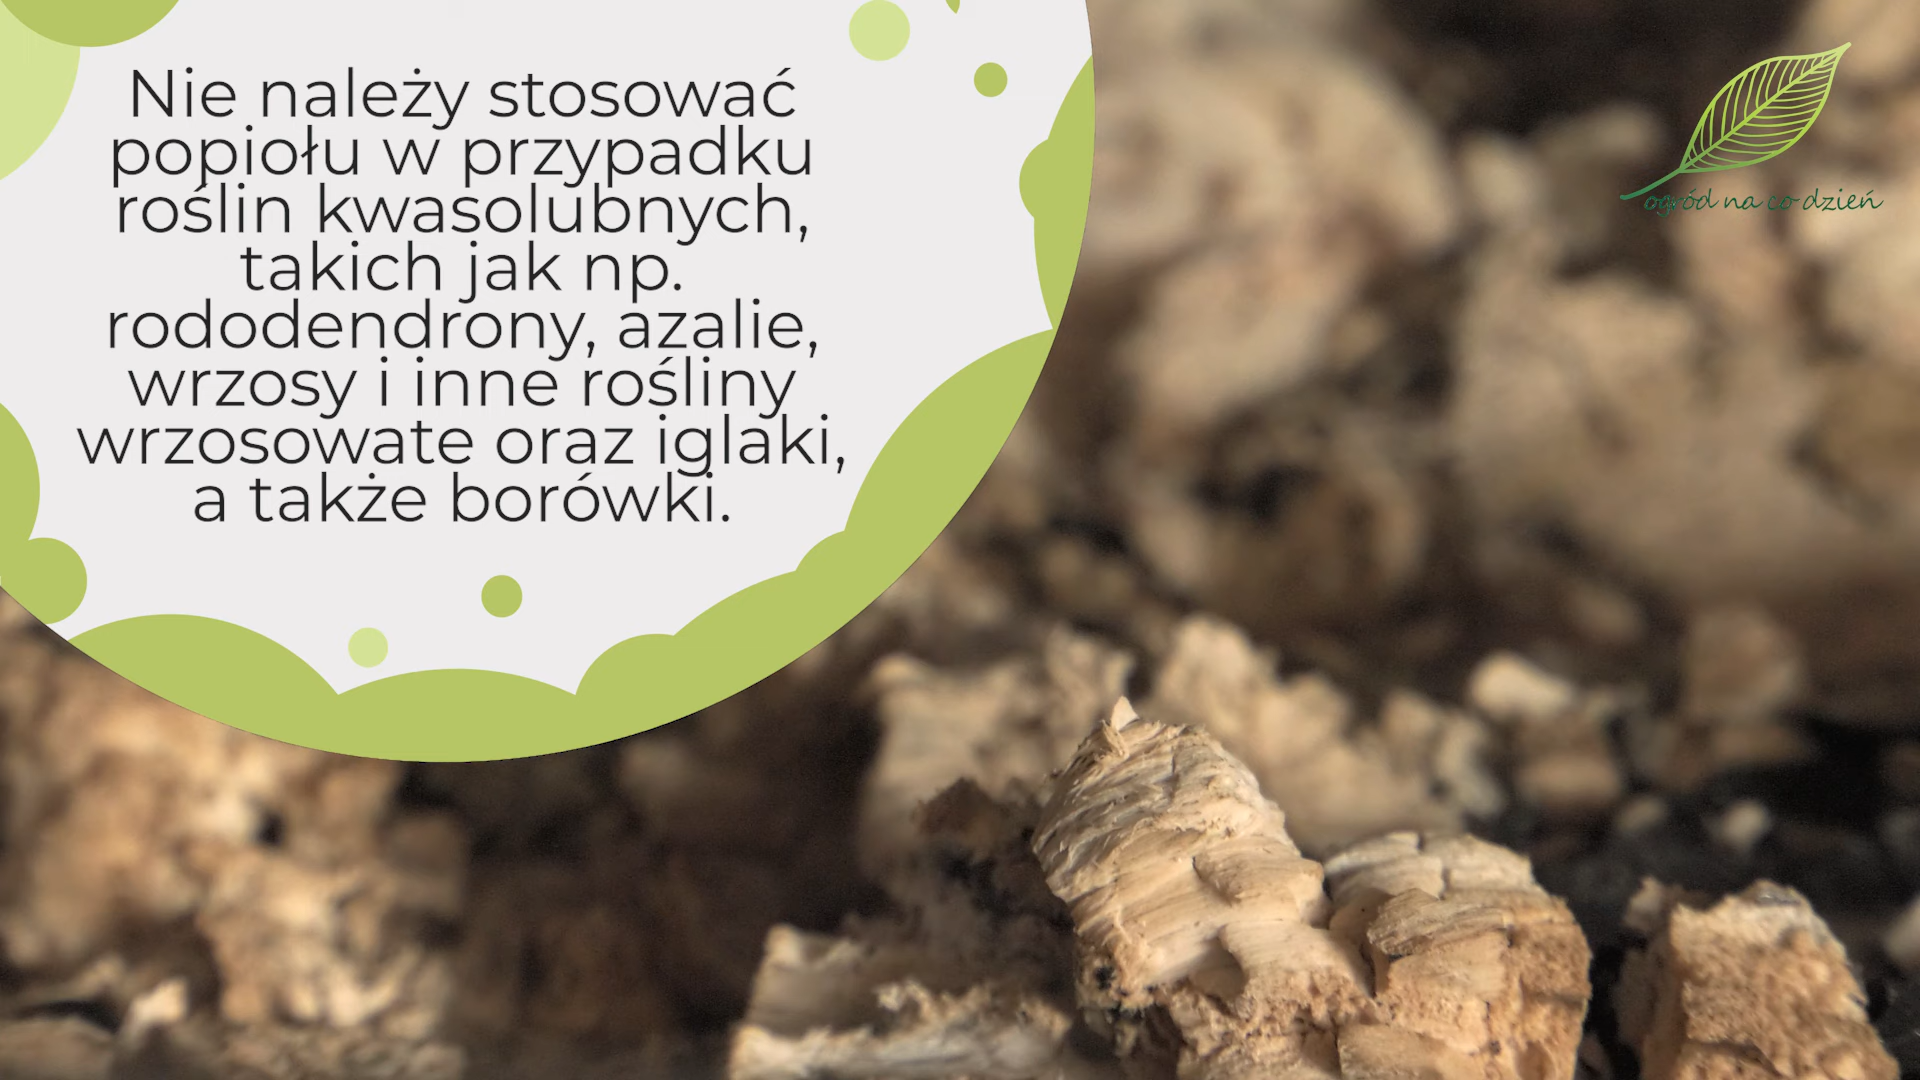 Nie należy stosować
popiołu w przypadku
roślin kwasolubnych,
takich jak np.
rododendrony, azalie,
wrzosy i inne rośliny
wrzosowate oraz iglaki,
a także borówki.
ogród na co dzień